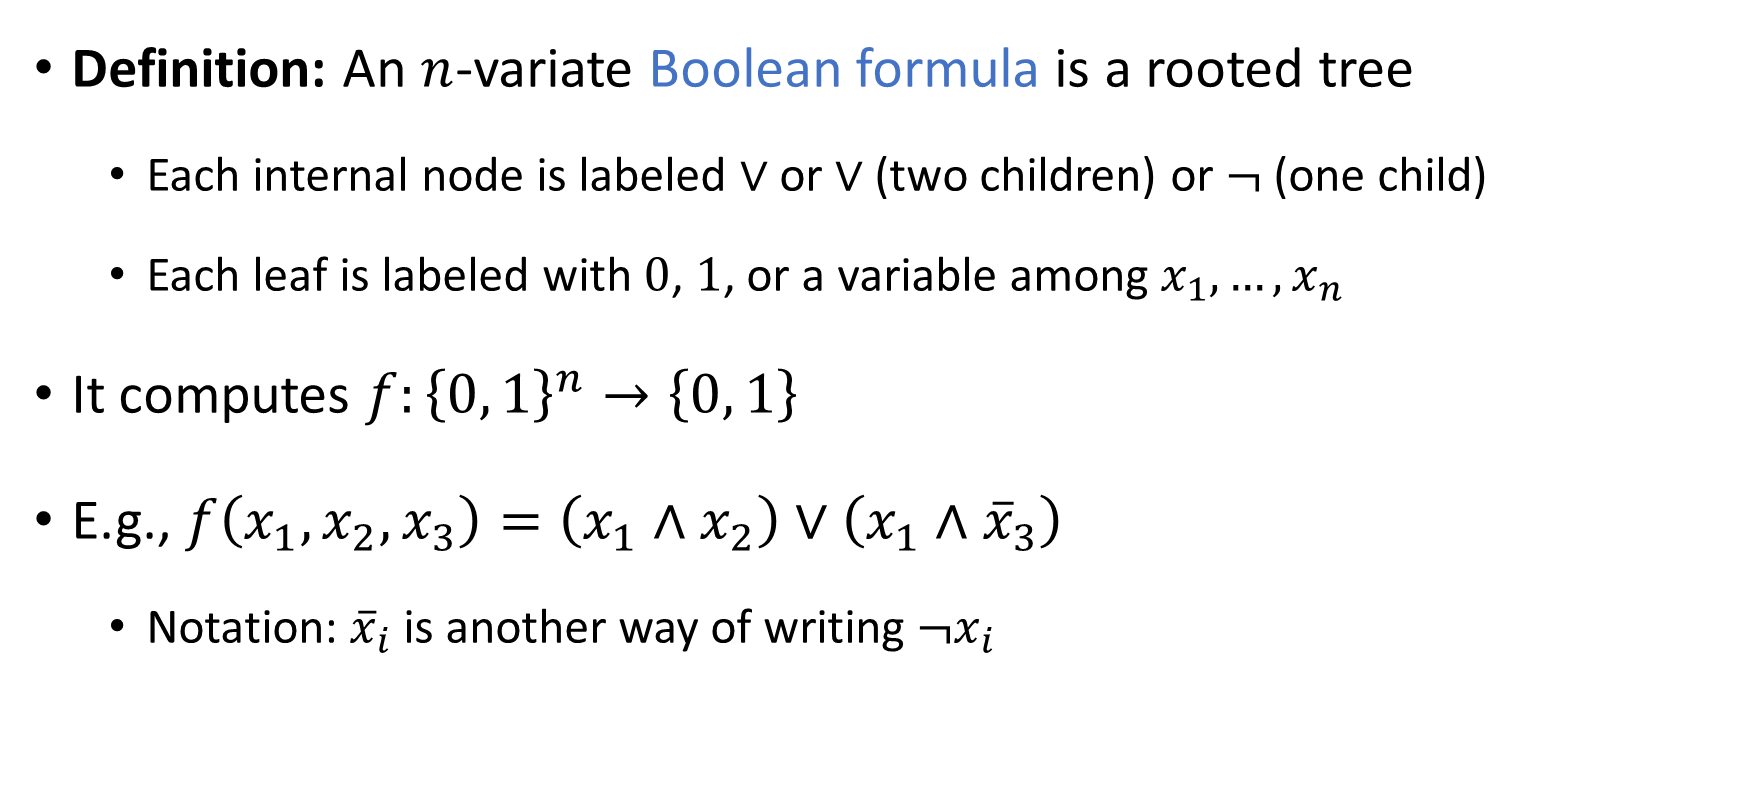 • Definition: An n-variate Boolean formula is a rooted tree
• Each internal node is labeled ∨ or ∨ (two children) or ¬ (one child)
• Each leaf is labeled with 0, 1, or a variable among x₁, … , xₙ
• It computes f: {0, 1}ⁿ → {0, 1}
• E.g., f(x₁, x₂, x₃) = (x₁ ∧ x₂) ∨ (x₁ ∧ x̄₃)
• Notation: x̄ᵢ is another way of writing ¬xᵢ